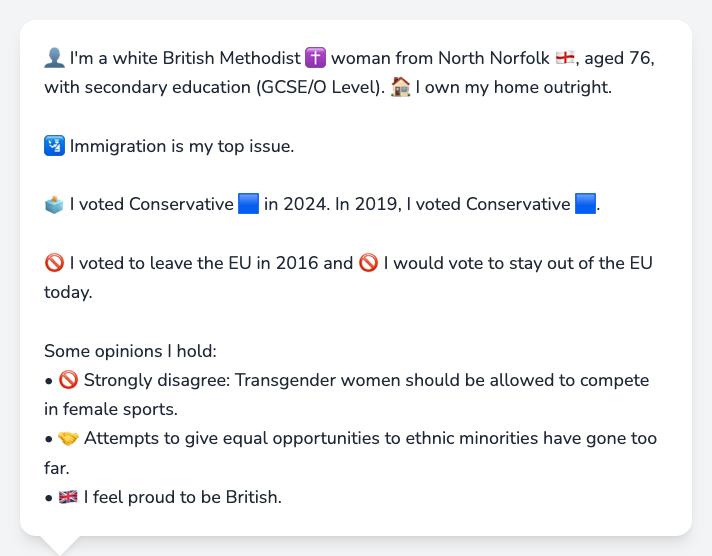 👤 I'm a white British Methodist ✝️ woman from North Norfolk 🏴󠁧󠁢󠁥󠁮󠁧󠁿, aged 76,
with secondary education (GCSE/O Level). 🏠 I own my home outright.
🛂 Immigration is my top issue.
🗳️ I voted Conservative 🟦 in 2024. In 2019, I voted Conservative 🟦.
🚫 I voted to leave the EU in 2016 and 🚫 I would vote to stay out of the EU
today.
Some opinions I hold:
• 🚫 Strongly disagree: Transgender women should be allowed to compete
in female sports.
• 🤝 Attempts to give equal opportunities to ethnic minorities have gone too
far.
• 🇬🇧 I feel proud to be British.